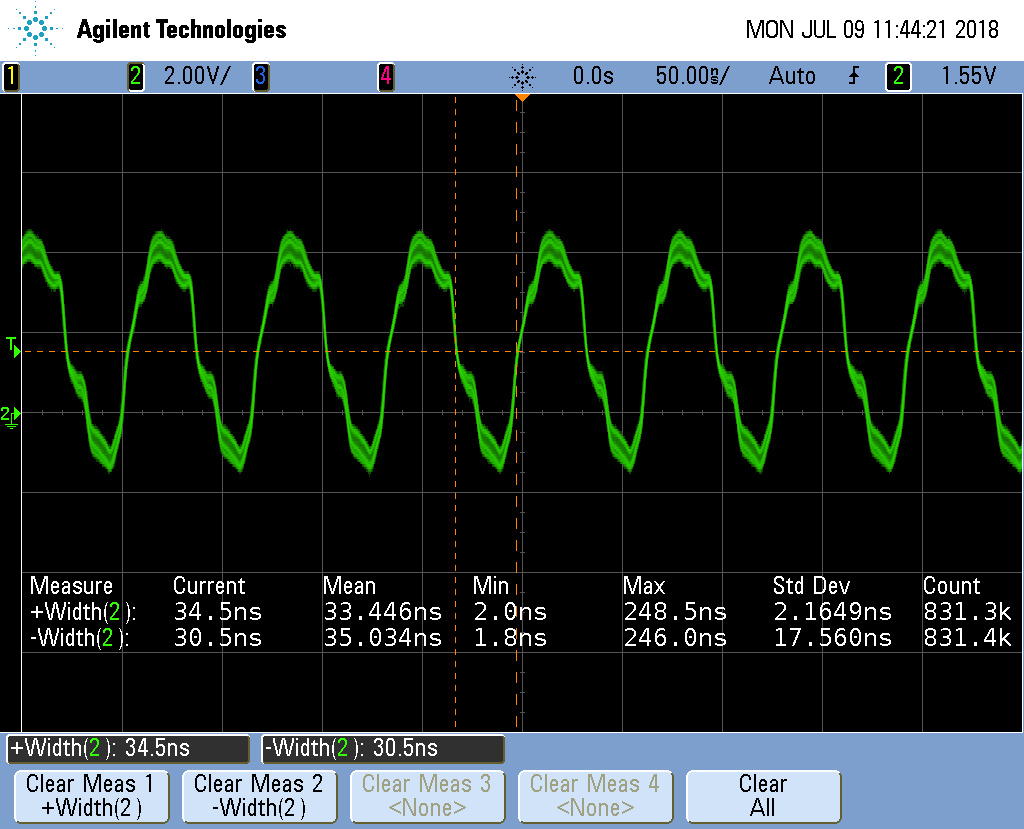 Agilent Technologies MON JUL 09 11:44:21 2018
1 2 2.00V/ 3 4 0.0s 50.00ns/ Auto 2 1.55V
T
2
Measure Current Mean Min Max Std Dev Count
+Width(2): 34.5ns 33.446ns 2.0ns 248.5ns 2.1649ns 831.3k
-Width(2): 30.5ns 35.034ns 1.8ns 246.0ns 17.560ns 831.4k
+Width(2): 34.5ns -Width(2): 30.5ns
Clear Meas 1 Clear Meas 2 Clear Meas 3 Clear Meas 4 Clear
+Width(2) -Width(2) <None> <None> All